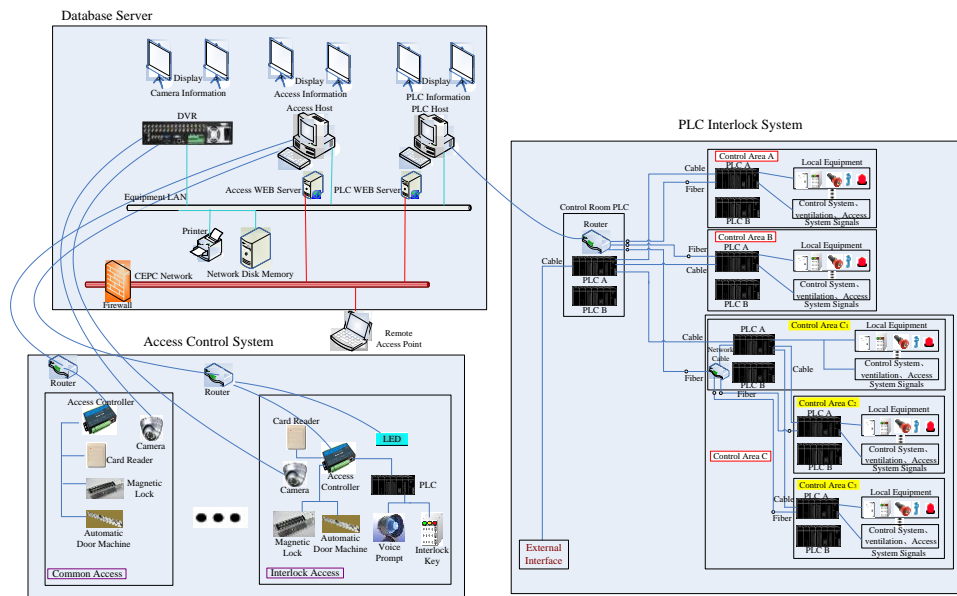 Database Server
Display
Camera Information
Display
Access Information
Access Host
Display
PLC Information
PLC Host
DVR
Access WEB Server
PLC WEB Server
Equipment LAN
Printer
Network Disk Memory
CEPC Network
Firewall
Remote
Access Point
Access Control System
Router
Access Controller
Camera
Card Reader
Magnetic
Lock
Automatic
Door Machine
Common Access
Router
Card Reader
LED
Camera
Access
Controller
PLC
Magnetic
Lock
Automatic
Door Machine
Voice
Prompt
Interlock
Key
Interlock Access
PLC Interlock System
Control Room PLC
Router
PLC A
PLC B
External
Interface
Control Area A
Cable
Fiber
PLC A
PLC B
Local Equipment
Control System、
ventilation、Access
System Signals
Control Area B
Fiber
Cable
PLC A
PLC B
Local Equipment
Control System、
ventilation、Access
System Signals
Control Area C1
Cable
Network
Cable
Fiber
PLC A
PLC B
Fiber
Cable
Local Equipment
Control System、
ventilation、Access
System Signals
Control Area C
Control Area C2
PLC A
PLC B
Local Equipment
Control System、
ventilation、Access
System Signals
Control Area C3
Cable
Fiber
PLC A
PLC B
Local Equipment
Control System、
ventilation、Access
System Signals